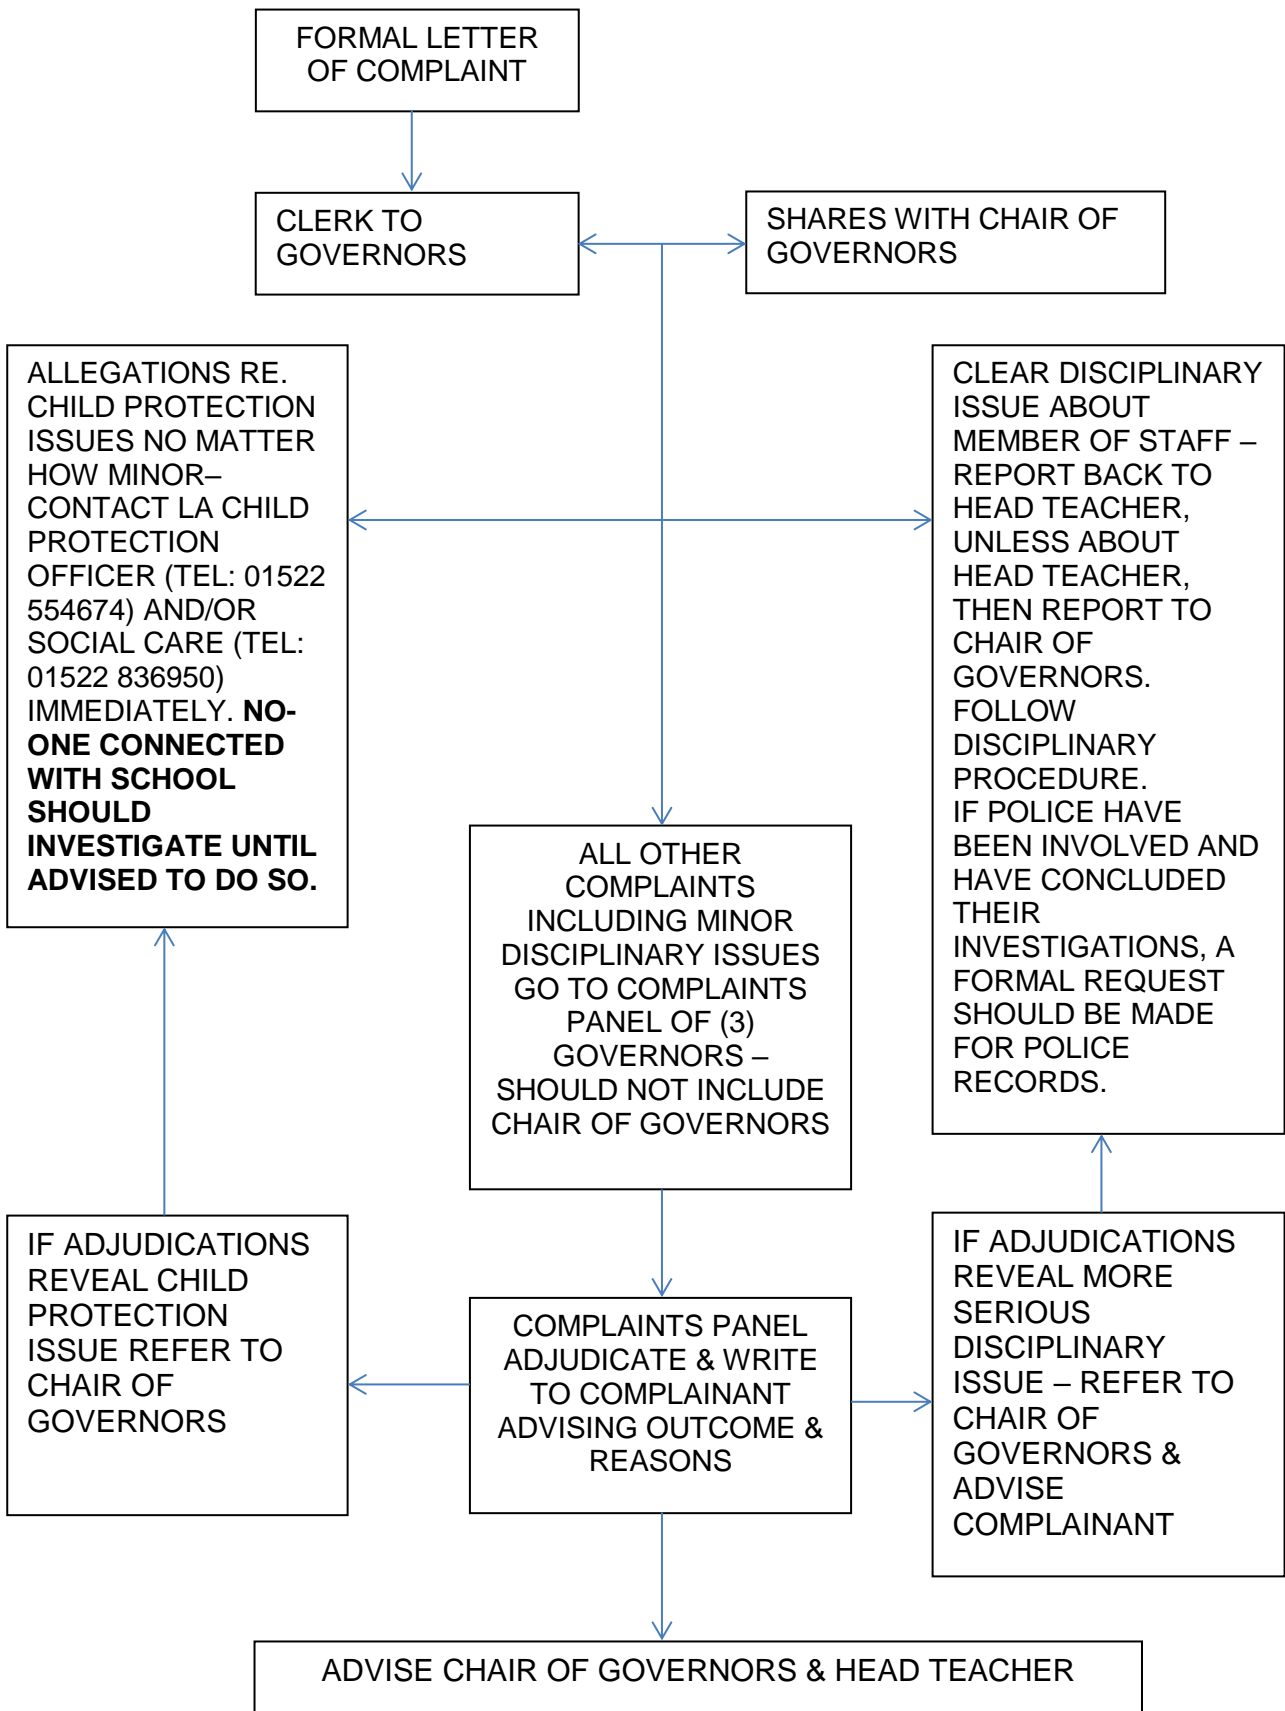 FORMAL LETTER
OF COMPLAINT
CLERK TO
GOVERNORS
SHARES WITH CHAIR OF
GOVERNORS
ALLEGATIONS RE.
CHILD PROTECTION
ISSUES NO MATTER
HOW MINOR–
CONTACT LA CHILD
PROTECTION
OFFICER (TEL: 01522
554674) AND/OR
SOCIAL CARE (TEL:
01522 836950)
IMMEDIATELY. NO-
ONE CONNECTED
WITH SCHOOL
SHOULD
INVESTIGATE UNTIL
ADVISED TO DO SO.
CLEAR DISCIPLINARY
ISSUE ABOUT
MEMBER OF STAFF –
REPORT BACK TO
HEAD TEACHER,
UNLESS ABOUT
HEAD TEACHER,
THEN REPORT TO
CHAIR OF
GOVERNORS.
FOLLOW
DISCIPLINARY
PROCEDURE.
IF POLICE HAVE
BEEN INVOLVED AND
HAVE CONCLUDED
THEIR
INVESTIGATIONS, A
FORMAL REQUEST
SHOULD BE MADE
FOR POLICE
RECORDS.
ALL OTHER
COMPLAINTS
INCLUDING MINOR
DISCIPLINARY ISSUES
GO TO COMPLAINTS
PANEL OF (3)
GOVERNORS –
SHOULD NOT INCLUDE
CHAIR OF GOVERNORS
IF ADJUDICATIONS
REVEAL CHILD
PROTECTION
ISSUE REFER TO
CHAIR OF
GOVERNORS
COMPLAINTS PANEL
ADJUDICATE & WRITE
TO COMPLAINANT
ADVISING OUTCOME &
REASONS
IF ADJUDICATIONS
REVEAL MORE
SERIOUS
DISCIPLINARY
ISSUE – REFER TO
CHAIR OF
GOVERNORS &
ADVISE
COMPLAINANT
ADVISE CHAIR OF GOVERNORS & HEAD TEACHER